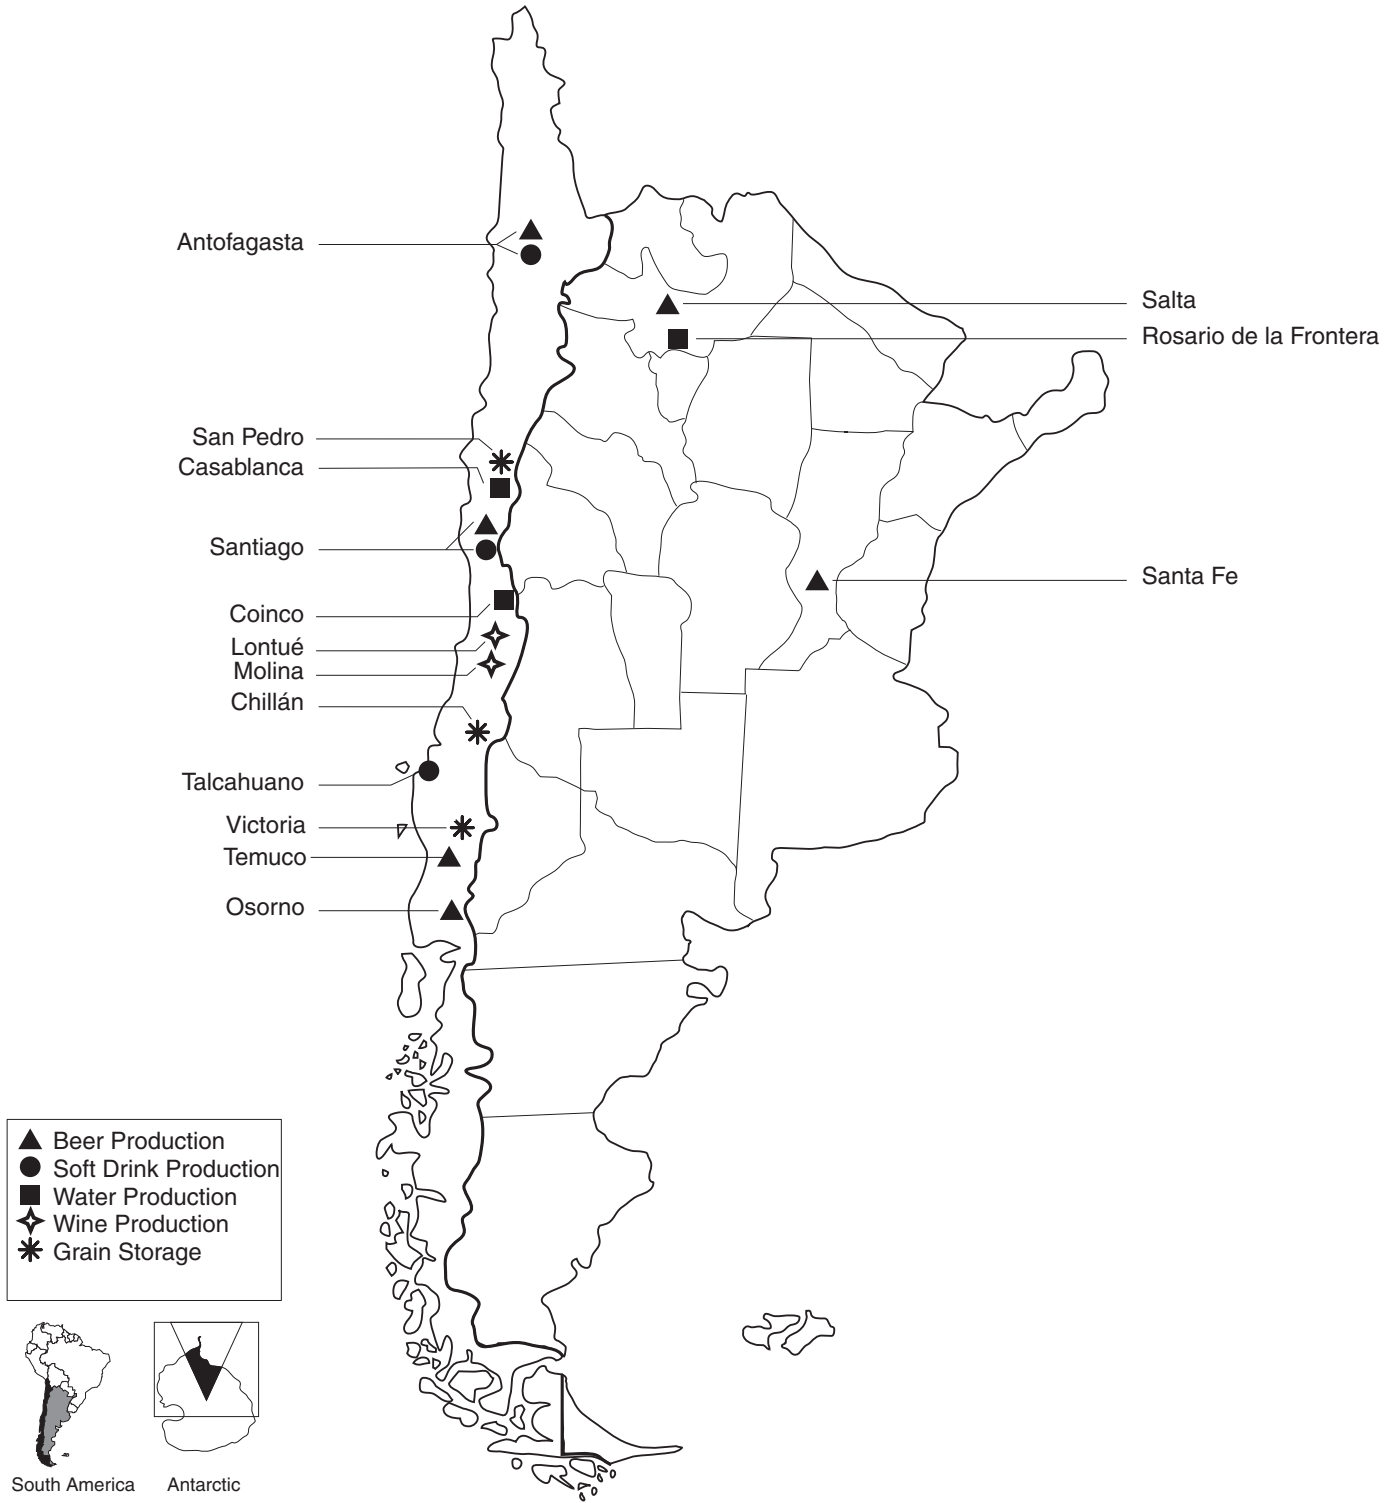 Antofagasta
Salta
Rosario de la Frontera
San Pedro
Casablanca
Santiago
Santa Fe
Coinco
Lontué
Molina
Chillán
Talcahuano
Victoria
Temuco
Osorno
Beer Production
Soft Drink Production
Water Production
Wine Production
Grain Storage
South America
Antarctic